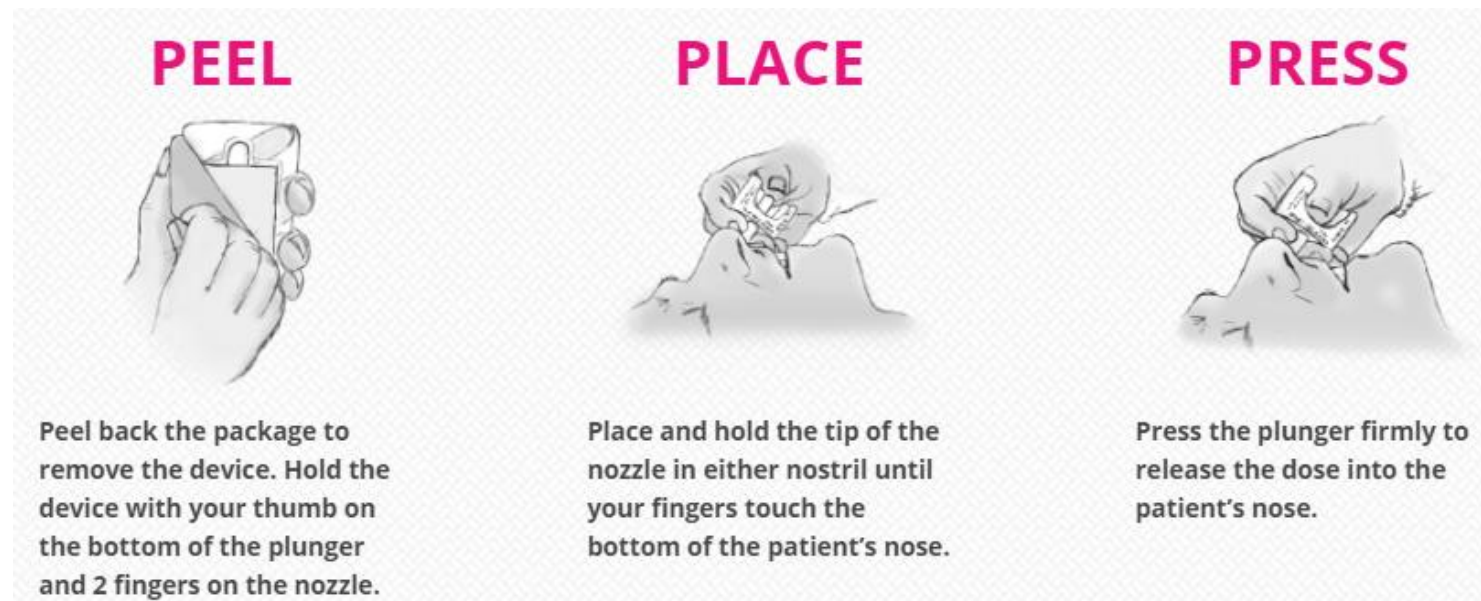 PEEL
Peel back the package to
remove the device. Hold the
device with your thumb on
the bottom of the plunger
and 2 fingers on the nozzle.
PLACE
Place and hold the tip of the
nozzle in either nostril until
your fingers touch the
bottom of the patient’s nose.
PRESS
Press the plunger firmly to
release the dose into the
patient’s nose.